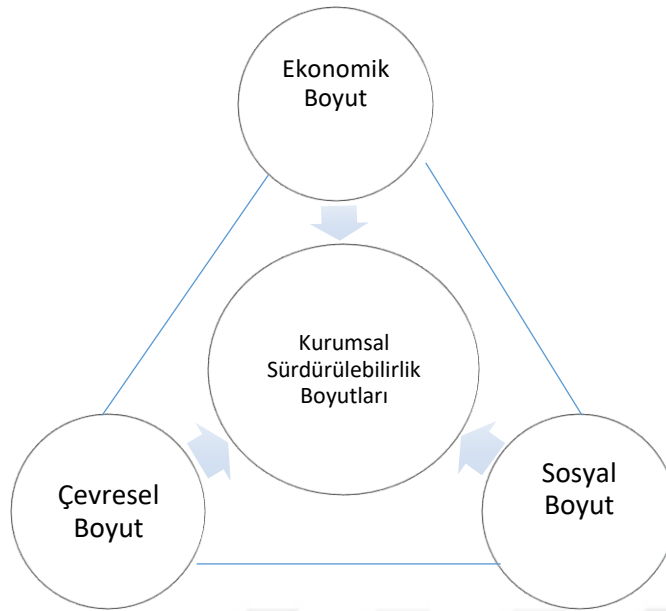 Ekonomik
Boyut
Kurumsal
Sürdürülebilirlik
Boyutları
Çevresel
Boyut
Sosyal
Boyut